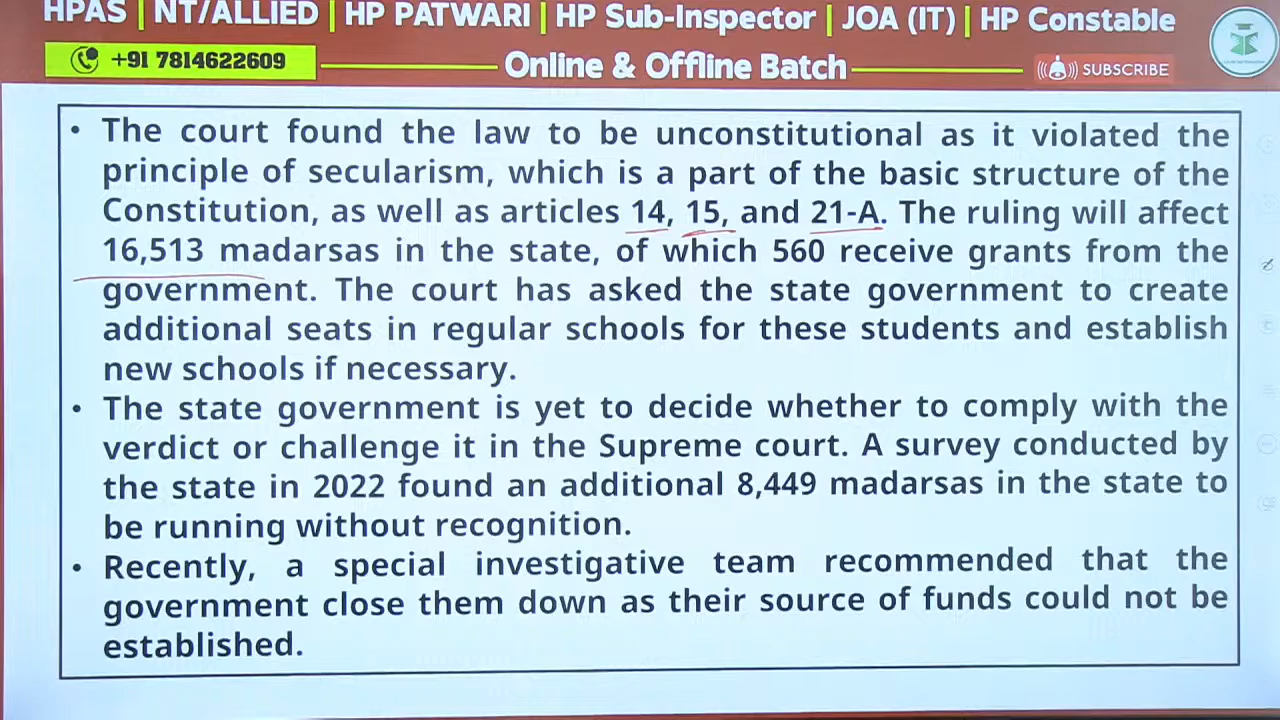 HPAS | NT/ALLIED | HP PATWARI | HP Sub-Inspector | JOA (IT) | HP Constable
+91 7814622609
Online & Offline Batch
SUBSCRIBE
• The court found the law to be unconstitutional as it violated the
principle of secularism, which is a part of the basic structure of the
Constitution, as well as articles 14, 15, and 21-A. The ruling will affect
16,513 madarsas in the state, of which 560 receive grants from the
government. The court has asked the state government to create
additional seats in regular schools for these students and establish
new schools if necessary.
• The state government is yet to decide whether to comply with the
verdict or challenge it in the Supreme court. A survey conducted by
the state in 2022 found an additional 8,449 madarsas in the state to
be running without recognition.
• Recently, a special investigative team recommended that the
government close them down as their source of funds could not be
established.